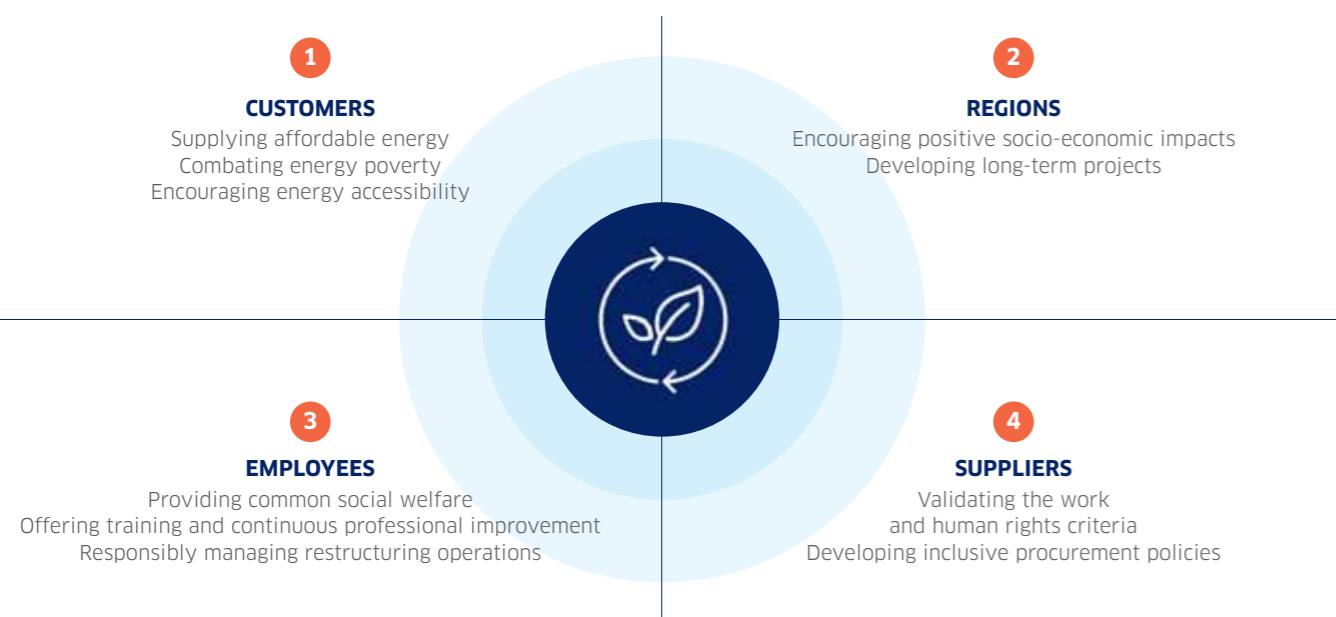 1
CUSTOMERS
Supplying affordable energy
Combating energy poverty
Encouraging energy accessibility
2
REGIONS
Encouraging positive socio-economic impacts
Developing long-term projects
3
EMPLOYEES
Providing common social welfare
Offering training and continuous professional improvement
Responsibly managing restructuring operations
4
SUPPLIERS
Validating the work
and human rights criteria
Developing inclusive procurement policies